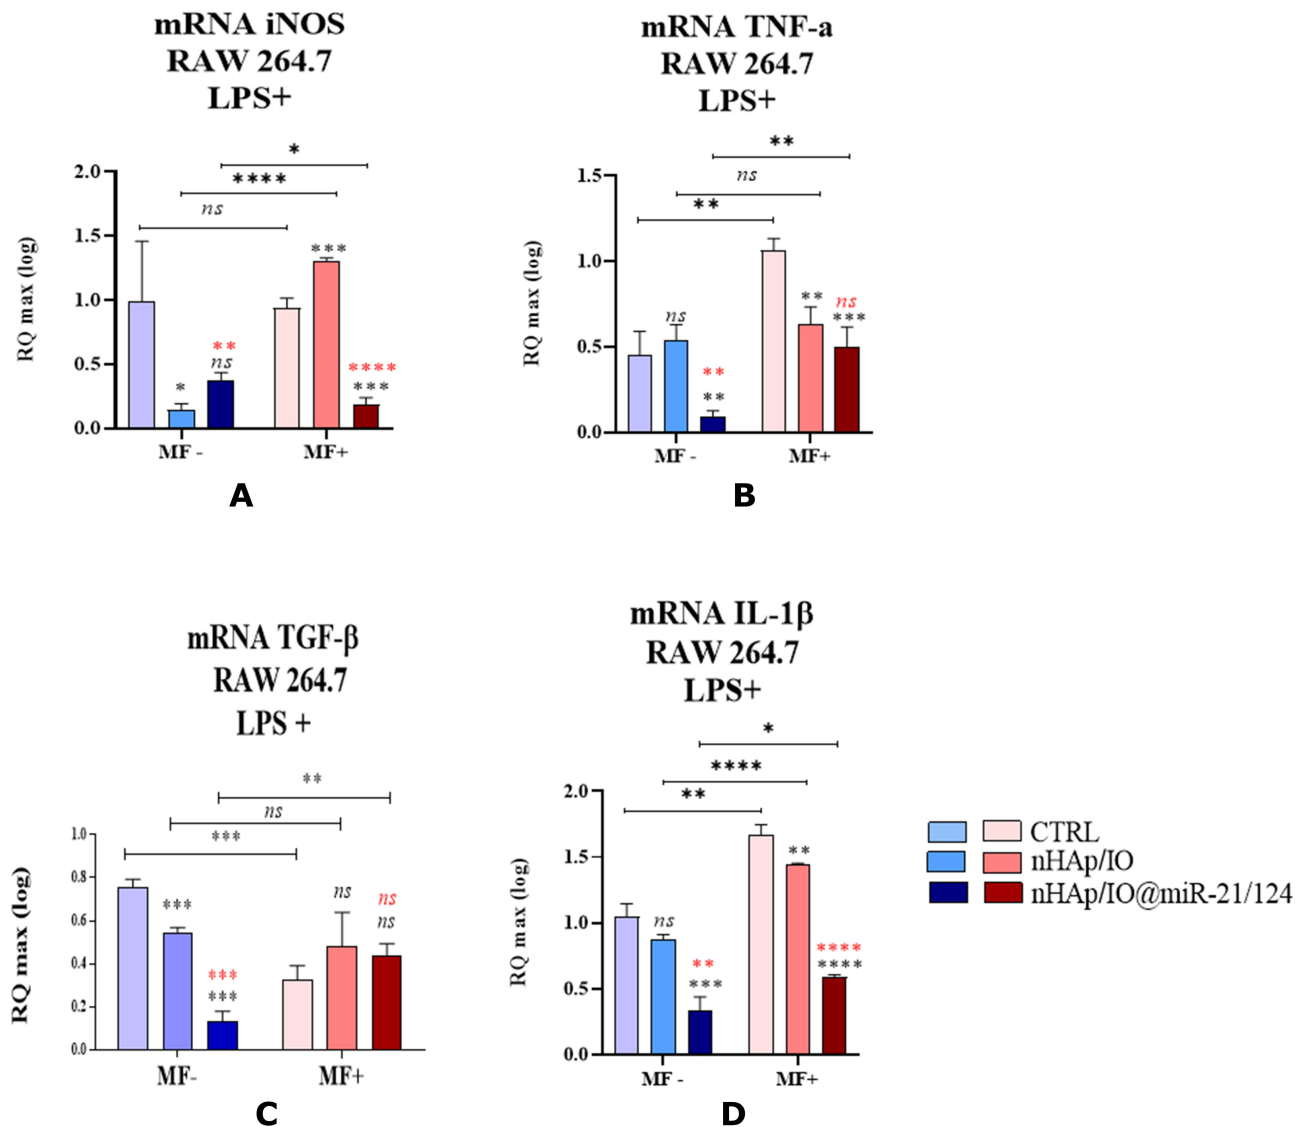 mRNA iNOS
RAW 264.7
LPS+
*
****
ns
2.0
1.5
1.0
0.5
0.0
RQ max (log)
*
**
ns
***
****
***
MF -
MF+
A
mRNA TNF-a
RAW 264.7
LPS+
**
ns
**
1.5
1.0
0.5
0.0
RQ max (log)
ns
**
**
**
ns
***
MF -
MF+
B
mRNA TGF-β
RAW 264.7
LPS +
**
ns
***
1.0
0.8
0.6
0.4
0.2
0.0
RQ max (log)
***
***
***
ns
ns
ns
MF-
MF+
C
mRNA IL-1β
RAW 264.7
LPS+
*
****
**
2.0
1.5
1.0
0.5
0.0
RQ max (log)
ns
**
***
**
****
****
MF -
MF+
D
CTRL
nHAp/IO
nHAp/IO@miR-21/124